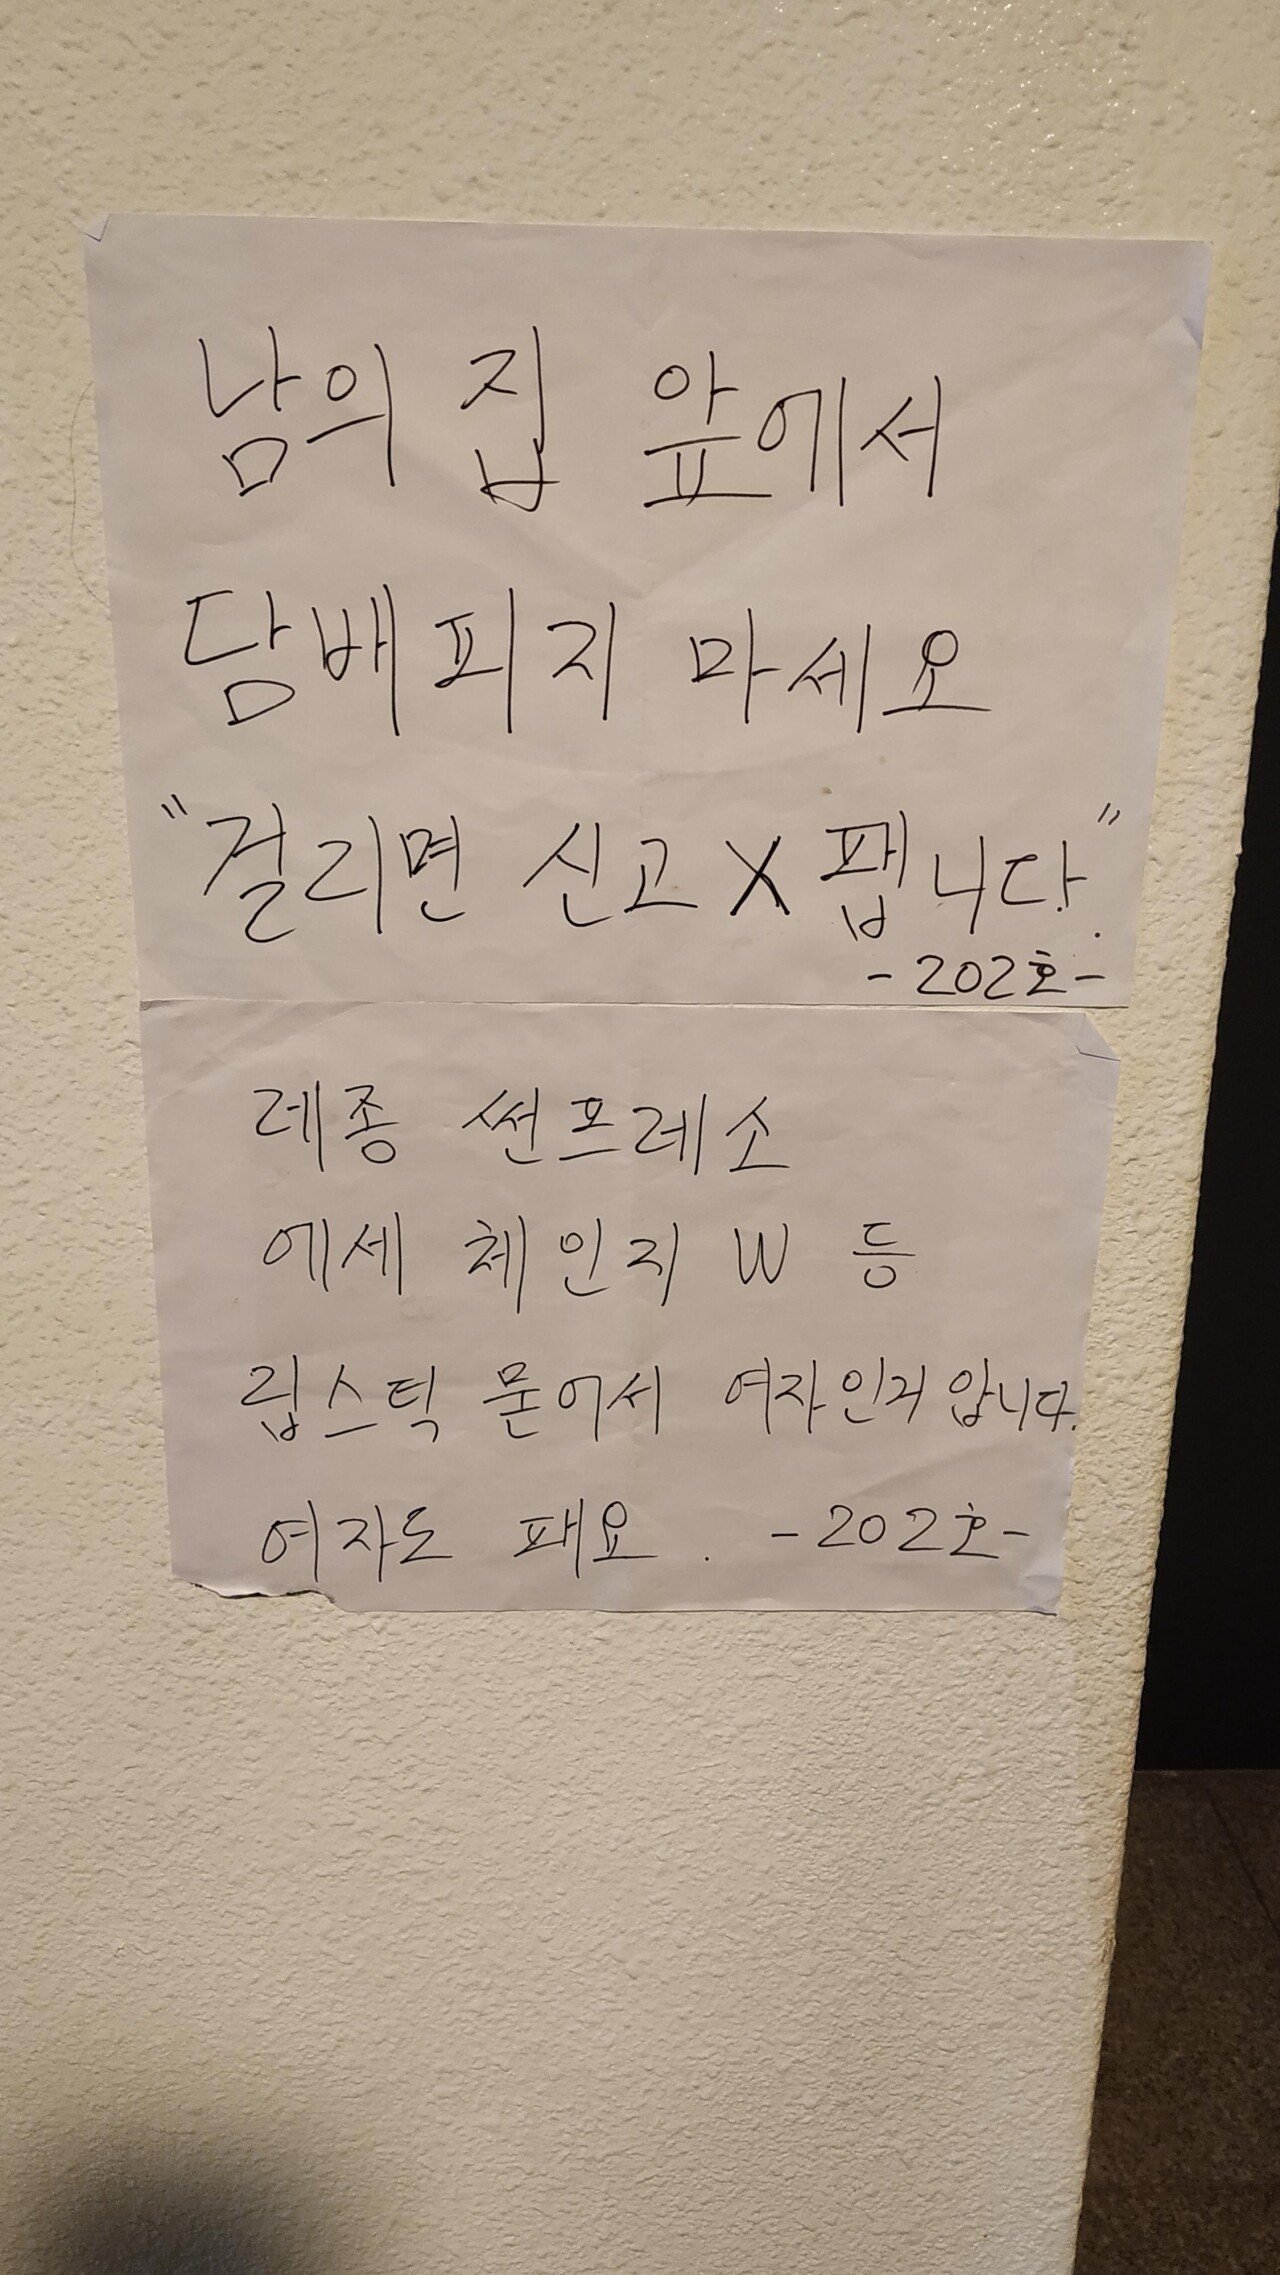 남의 집 앞에서
담배피지 마세요
"걸리면 신고 X 팹니다."
-202호-
레종 썬프레소
에세 체인지 W 등
립스틱 묻어서 여자인거 압니다.
여자도 패요. -202호-